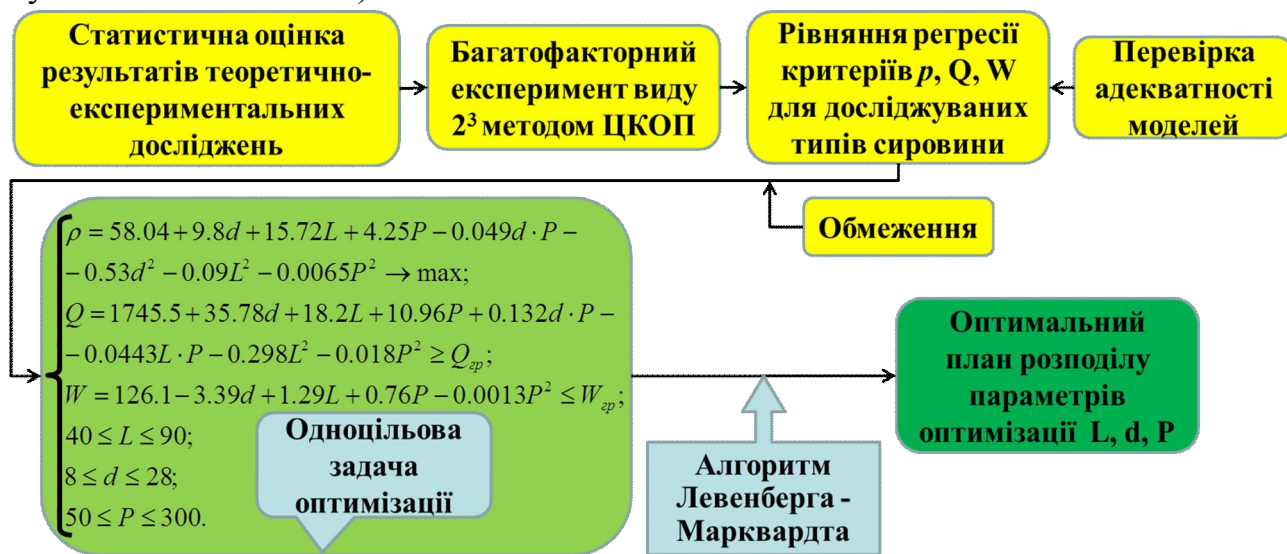 Статистична оцінка
результатів теоретично-
експериментальних
досліджень
Багатофакторний
експеримент виду
2³ методом ЦКОП
Рівняння регресії
критеріїв p, Q, W
для досліджуваних
типів сировини
Перевірка
адекватності
моделей
Обмеження
ρ = 58.04 + 9.8d + 15.72L + 4.25P − 0.049d · P −
− 0.53d² − 0.09L² − 0.0065P² → max;
Q = 1745.5 + 35.78d + 18.2L + 10.96P + 0.132d · P −
− 0.0443L · P − 0.298L² − 0.018P² ≥ Qгр;
W = 126.1 − 3.39d + 1.29L + 0.76P − 0.0013P² ≤ Wгр;
40 ≤ L ≤ 90;
8 ≤ d ≤ 28;
50 ≤ P ≤ 300.
Одноцільова
задача
оптимізації
Алгоритм
Левенберга -
Марквардта
Оптимальний
план розподілу
параметрів
оптимізації L, d, P